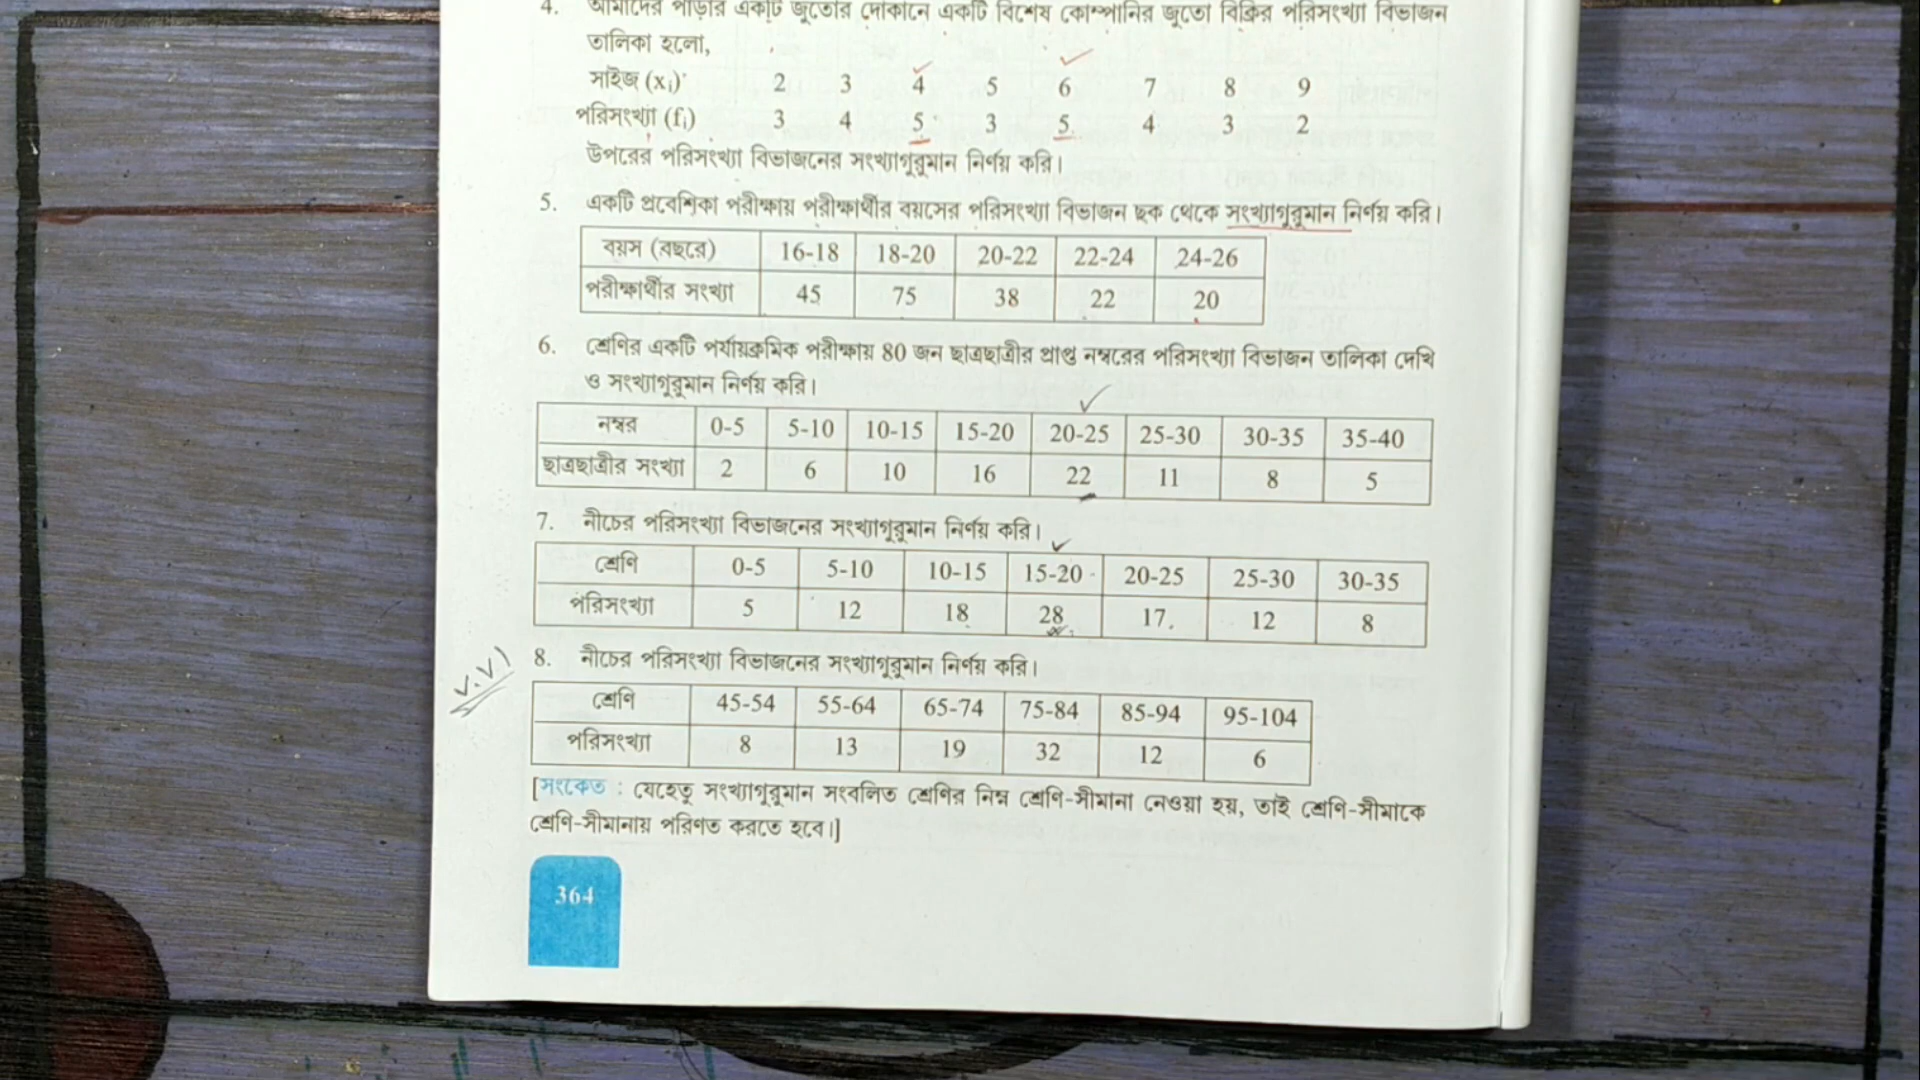 4. আমাদের পাড়ার একটি জুতোর দোকানে একটি বিশেষ কোম্পানির জুতো বিক্রির পরিসংখ্যা বিভাজন
তালিকা হলো,
সাইজ (xᵢ) 2 3 4 5 6 7 8 9
পরিসংখ্যা (fᵢ) 3 4 5 3 5 4 3 2
উপরের পরিসংখ্যা বিভাজনের সংখ্যাগুরুমান নির্ণয় করি।
5. একটি প্রবেশিকা পরীক্ষায় পরীক্ষার্থীর বয়সের পরিসংখ্যা বিভাজন ছক থেকে সংখ্যাগুরুমান নির্ণয় করি।
বয়স (বছরে) 16-18 18-20 20-22 22-24 24-26
পরীক্ষার্থীর সংখ্যা 45 75 38 22 20
6. শ্রেণির একটি পর্যায়ক্রমিক পরীক্ষায় 80 জন ছাত্রছাত্রীর প্রাপ্ত নম্বরের পরিসংখ্যা বিভাজন তালিকা দেখি
ও সংখ্যাগুরুমান নির্ণয় করি।
নম্বর 0-5 5-10 10-15 15-20 20-25 25-30 30-35 35-40
ছাত্রছাত্রীর সংখ্যা 2 6 10 16 22 11 8 5
7. নীচের পরিসংখ্যা বিভাজনের সংখ্যাগুরুমান নির্ণয় করি।
শ্রেণি 0-5 5-10 10-15 15-20 20-25 25-30 30-35
পরিসংখ্যা 5 12 18 28 17 12 8
V.V)
8. নীচের পরিসংখ্যা বিভাজনের সংখ্যাগুরুমান নির্ণয় করি।
শ্রেণি 45-54 55-64 65-74 75-84 85-94 95-104
পরিসংখ্যা 8 13 19 32 12 6
[সংকেত : যেহেতু সংখ্যাগুরুমান সংবলিত শ্রেণির নিম্ন শ্রেণি-সীমানা নেওয়া হয়, তাই শ্রেণি-সীমাকে
শ্রেণি-সীমানায় পরিণত করতে হবে।]
364